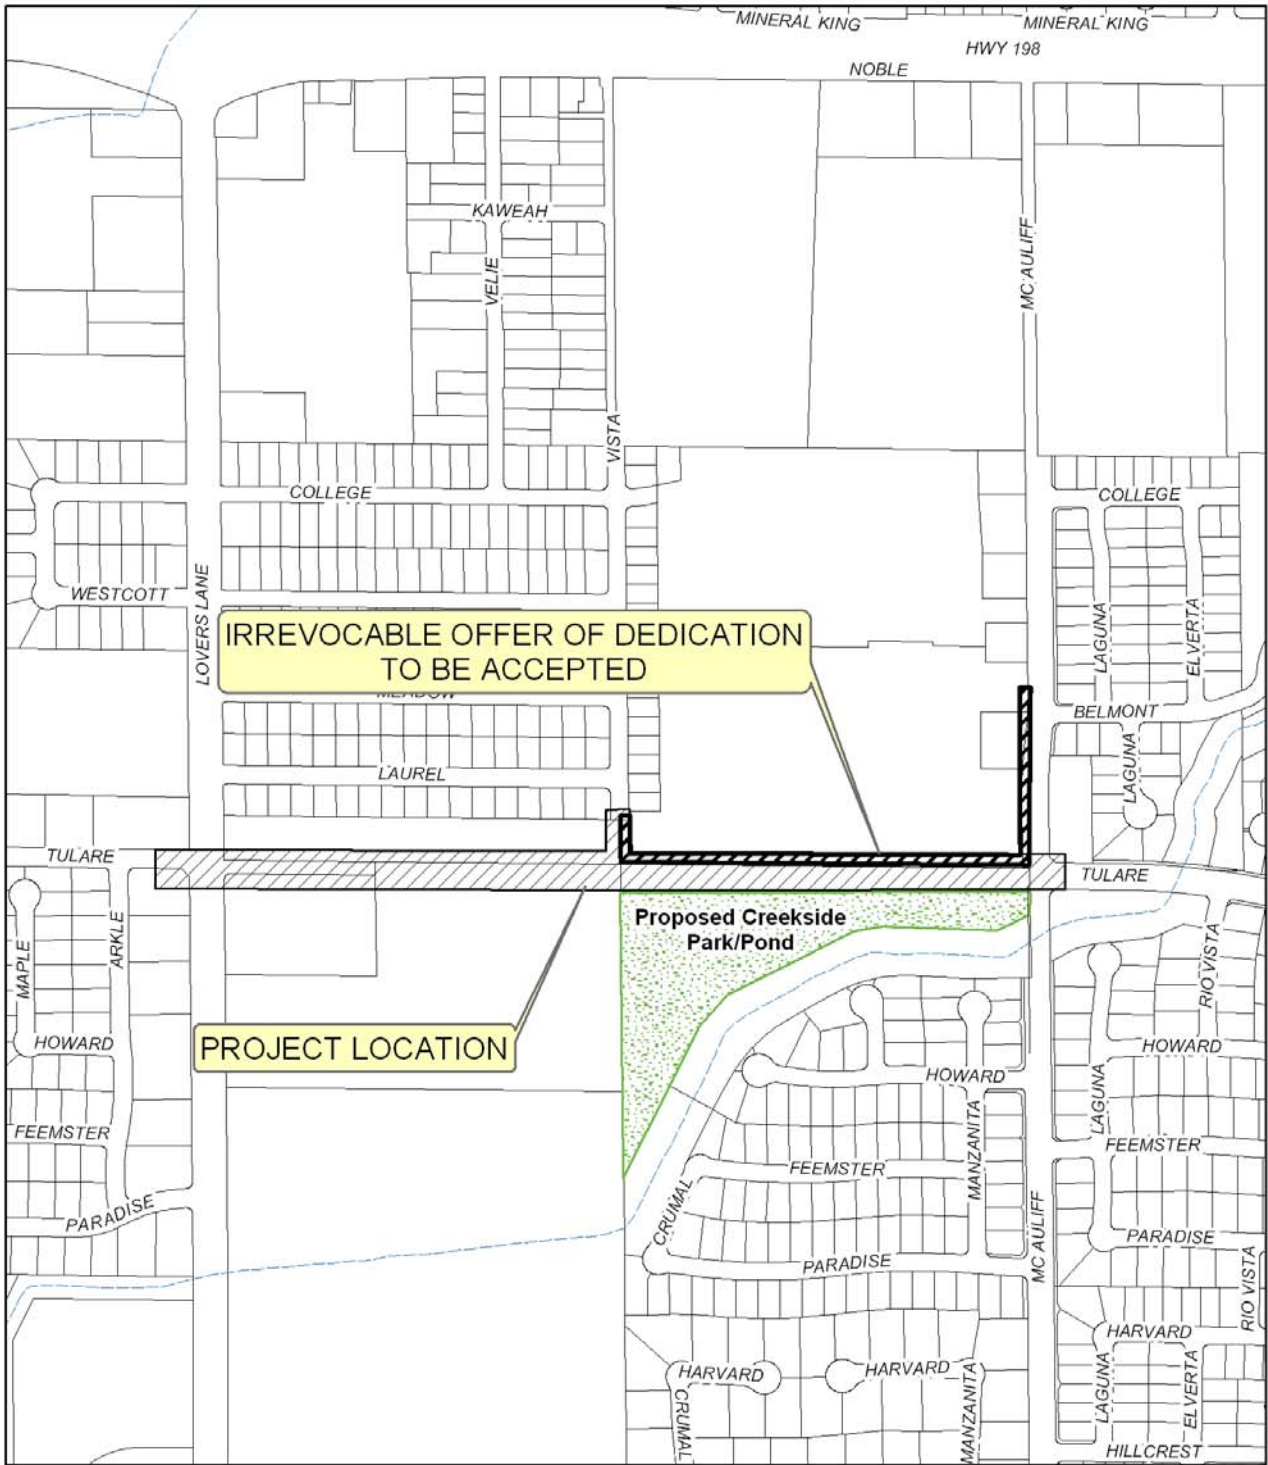 MINERAL KING
MINERAL KING
HWY 198
NOBLE
KAWEAH
VELIE
MC AULIFF
VISTA
COLLEGE
COLLEGE
WESTCOTT
LOVERS LANE
LAGUNA
ELVERTA
IRREVOCABLE OFFER OF DEDICATION
TO BE ACCEPTED
MEADOW
BELMONT
LAUREL
LAGUNA
TULARE
TULARE
MAPLE
ARKLE
Proposed Creekside
Park/Pond
RIO VISTA
PROJECT LOCATION
HOWARD
HOWARD
HOWARD
LAGUNA
MANZANITA
FEEMSTER
FEEMSTER
FEEMSTER
PARADISE
CRUMAL
MC AULIFF
PARADISE
PARADISE
RIO VISTA
HARVARD
HARVARD
HARVARD
CRUMAL
MANZANITA
LAGUNA
ELVERTA
HILLCREST